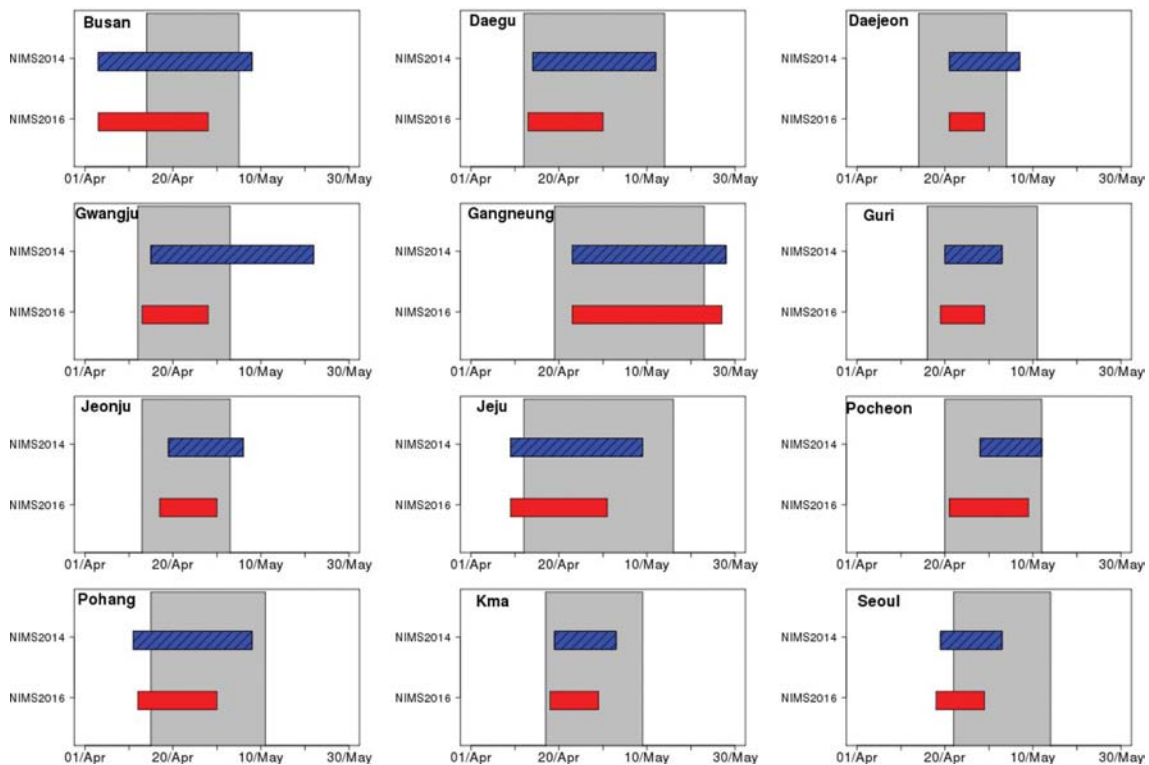 Busan
NIMS2014
NIMS2016
01/Apr 20/Apr 10/May 30/May
Daegu
NIMS2014
NIMS2016
01/Apr 20/Apr 10/May 30/May
Daejeon
NIMS2014
NIMS2016
01/Apr 20/Apr 10/May 30/May
Gwangju
NIMS2014
NIMS2016
01/Apr 20/Apr 10/May 30/May
Gangneung
NIMS2014
NIMS2016
01/Apr 20/Apr 10/May 30/May
Guri
NIMS2014
NIMS2016
01/Apr 20/Apr 10/May 30/May
Jeonju
NIMS2014
NIMS2016
01/Apr 20/Apr 10/May 30/May
Jeju
NIMS2014
NIMS2016
01/Apr 20/Apr 10/May 30/May
Pocheon
NIMS2014
NIMS2016
01/Apr 20/Apr 10/May 30/May
Pohang
NIMS2014
NIMS2016
01/Apr 20/Apr 10/May 30/May
Kma
NIMS2014
NIMS2016
01/Apr 20/Apr 10/May 30/May
Seoul
NIMS2014
NIMS2016
01/Apr 20/Apr 10/May 30/May